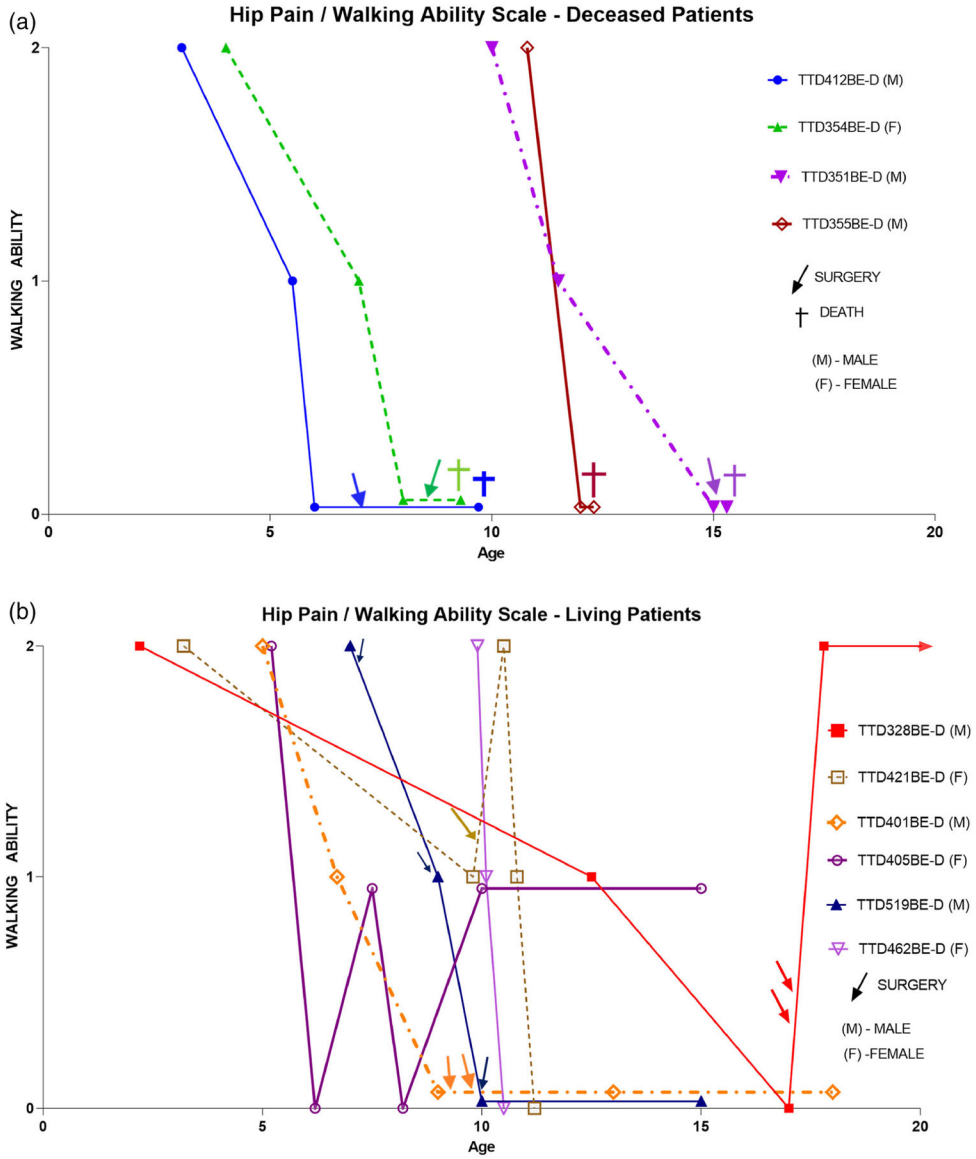 (a)
Hip Pain / Walking Ability Scale - Deceased Patients
WALKING ABILITY
2
1
0
0
5
10
15
20
Age
TTD412BE-D (M)
TTD354BE-D (F)
TTD351BE-D (M)
TTD355BE-D (M)
SURGERY
DEATH
(M) - MALE
(F) - FEMALE
(b)
Hip Pain / Walking Ability Scale - Living Patients
WALKING ABILITY
2
1
0
0
5
10
15
20
Age
TTD328BE-D (M)
TTD421BE-D (F)
TTD401BE-D (M)
TTD405BE-D (F)
TTD519BE-D (M)
TTD462BE-D (F)
SURGERY
(M) - MALE
(F) -FEMALE